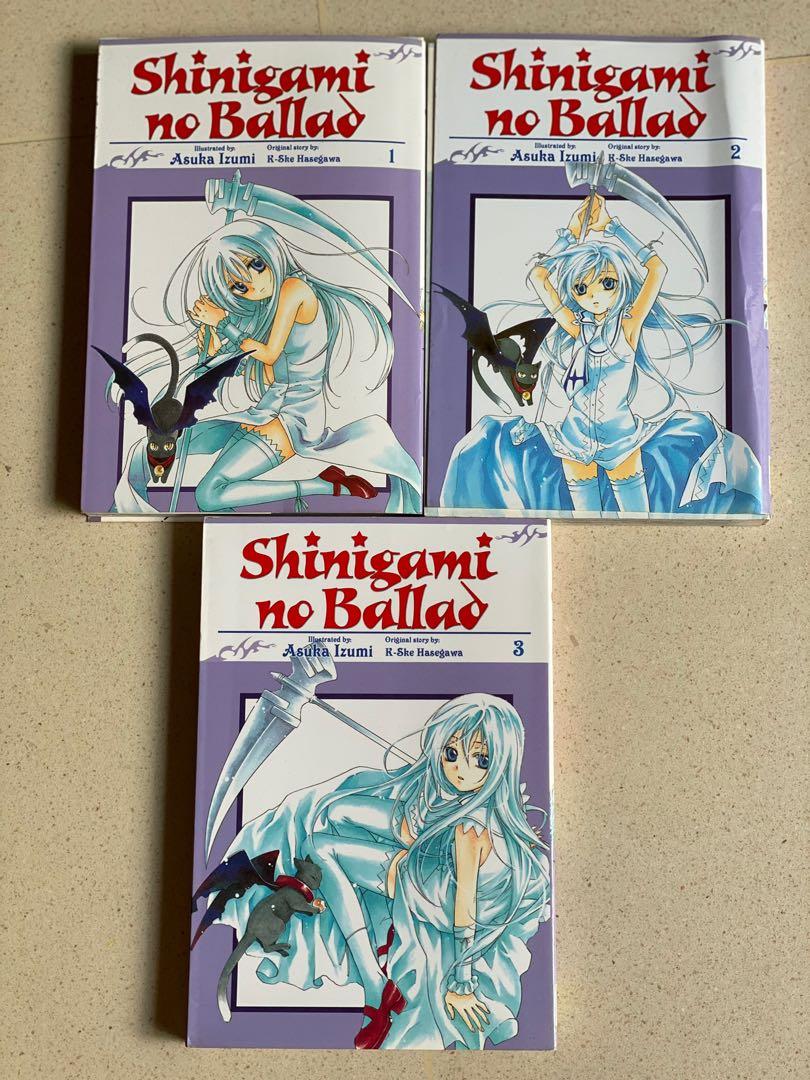 Shinigami
no Ballad
Illustrated by:
Asuka Izumi
Original story by:
K-Ske Hasegawa
1
Shinigami
no Ballad
Illustrated by:
Asuka Izumi
Original story by:
K-Ske Hasegawa
2
Shinigami
no Ballad
Illustrated by:
Asuka Izumi
Original story by:
K-Ske Hasegawa
3